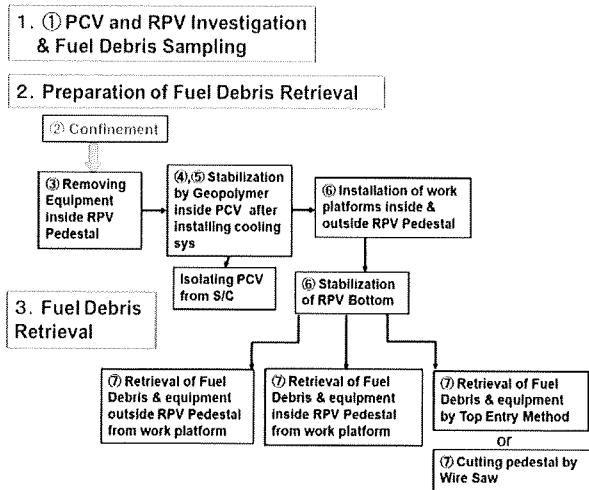 1. ① PCV and RPV Investigation
& Fuel Debris Sampling
2. Preparation of Fuel Debris Retrieval
② Confinement
③ Removing
Equipment
inside RPV
Pedestal
④,⑤ Stabilization
by Geopolymer
inside PCV after
installing cooling
sys
⑥ Installation of work
platforms inside &
outside RPV Pedestal
Isolating PCV
from S/C
⑥ Stabilization
of RPV Bottom
3. Fuel Debris
Retrieval
⑦ Retrieval of Fuel
Debris & equipment
outside RPV Pedestal
from work platform
⑦ Retrieval of Fuel
Debris & equipment
inside RPV Pedestal
from work platform
⑦ Retrieval of Fuel
Debris & equipment
by Top Entry Method
or
⑦ Cutting pedestal by
Wire Saw